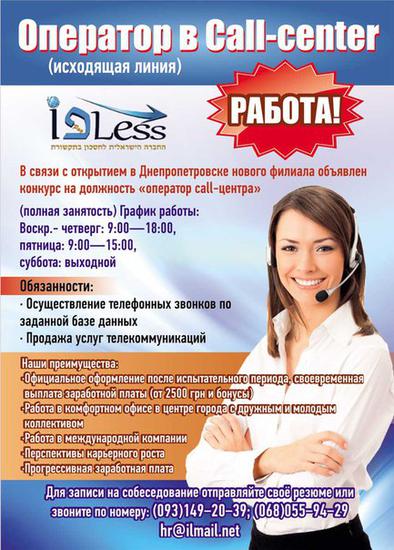 Оператор в Call-center
(исходящая линия)
РАБОТА!
Less
החברה הישראלית לחשכון בתקשורת
В связи с открытием в Днепропетровске нового филиала объявлен
конкурс на должность «оператор call-центра»
(полная занятость) График работы:
Воскр.- четверг: 9:00—18:00,
пятница: 9:00—15:00,
суббота: выходной
Обязанности:
· Осуществление телефонных звонков по
заданной базе данных
· Продажа услуг телекоммуникаций
Наши преимущества:
·Официальное оформление после испытательного периода, своевременная
выплата заработной платы (от 2500 грн и бонусы)
·Работа в комфортном офисе в центре города с дружным и молодым
коллективом
·Работа в международной компании
·Перспективы карьерного роста
·Прогрессивная заработная плата
Для записи на собеседование отправляйте своё резюме или
звоните по номеру: (093)149-20-39; (068)055-94-29
hr@ilmail.net